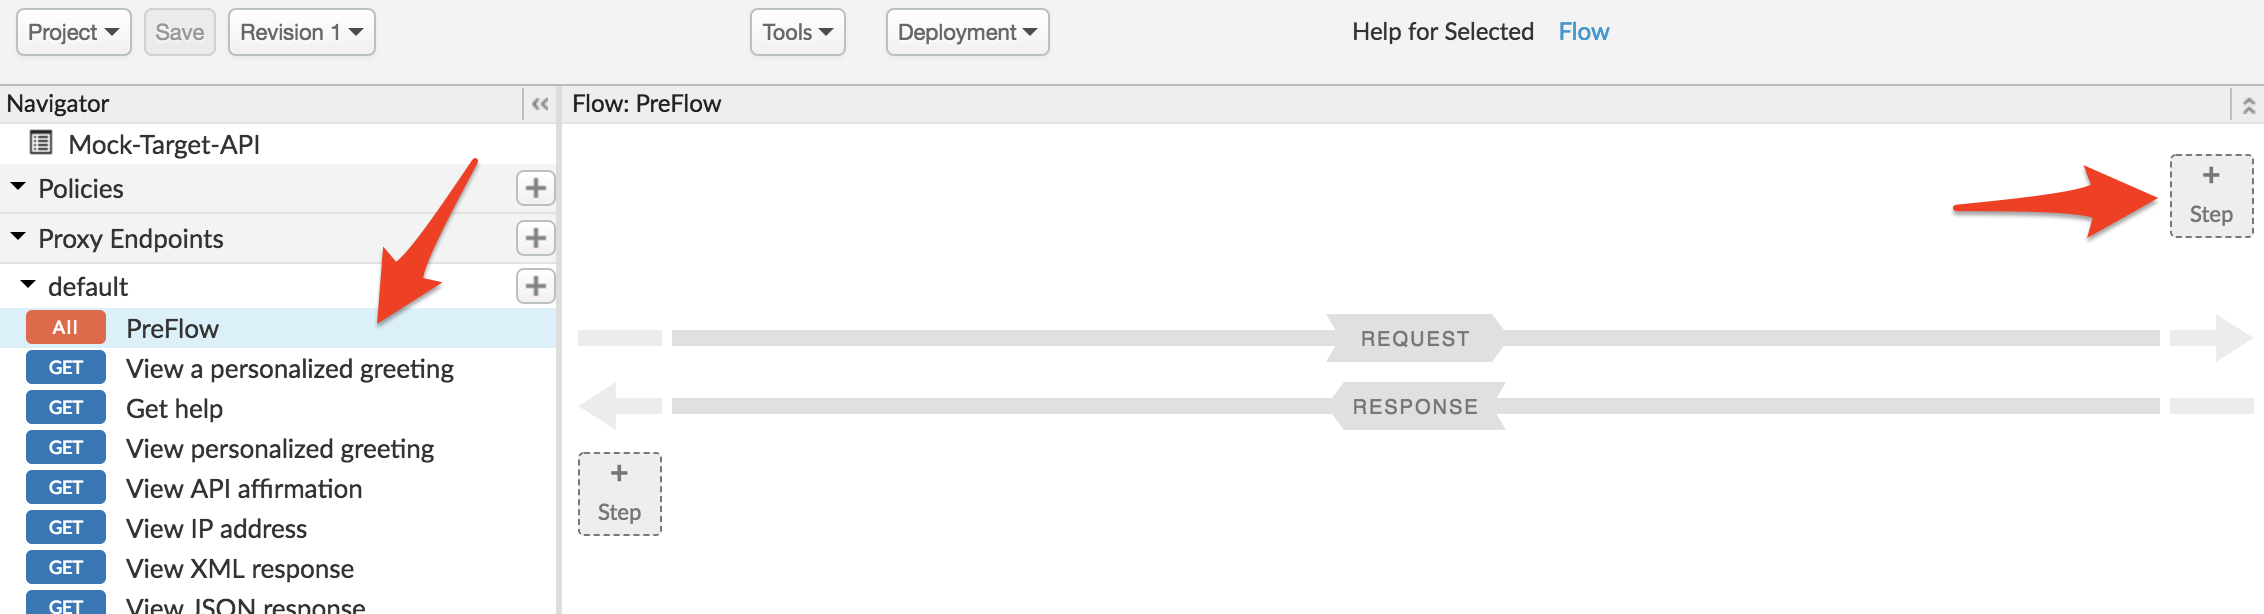 Project
Save
Revision 1
Tools
Deployment
Help for Selected Flow
Navigator
Flow: PreFlow
Mock-Target-API
Policies
Proxy Endpoints
default
All PreFlow
GET View a personalized greeting
GET Get help
GET View personalized greeting
GET View API affirmation
GET View IP address
GET View XML response
GET View JSON response
+
Step
REQUEST
RESPONSE
+
Step